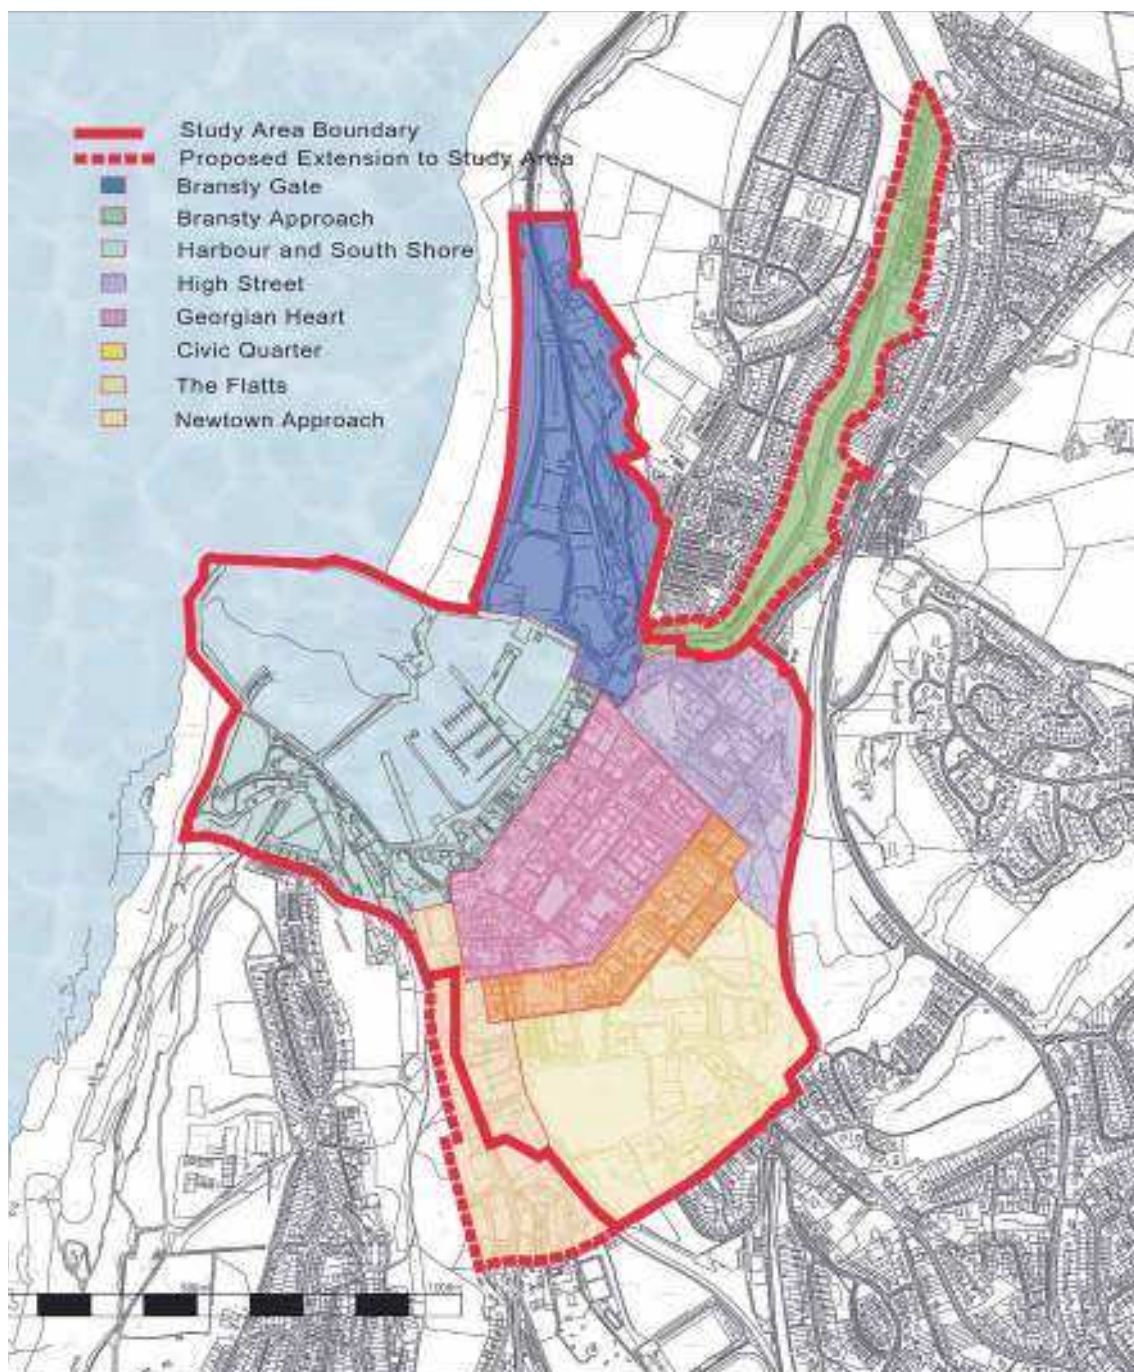 Study Area Boundary
Proposed Extension to Study Area
Bransty Gate
Bransty Approach
Harbour and South Shore
High Street
Georgian Heart
Civic Quarter
The Flatts
Newtown Approach